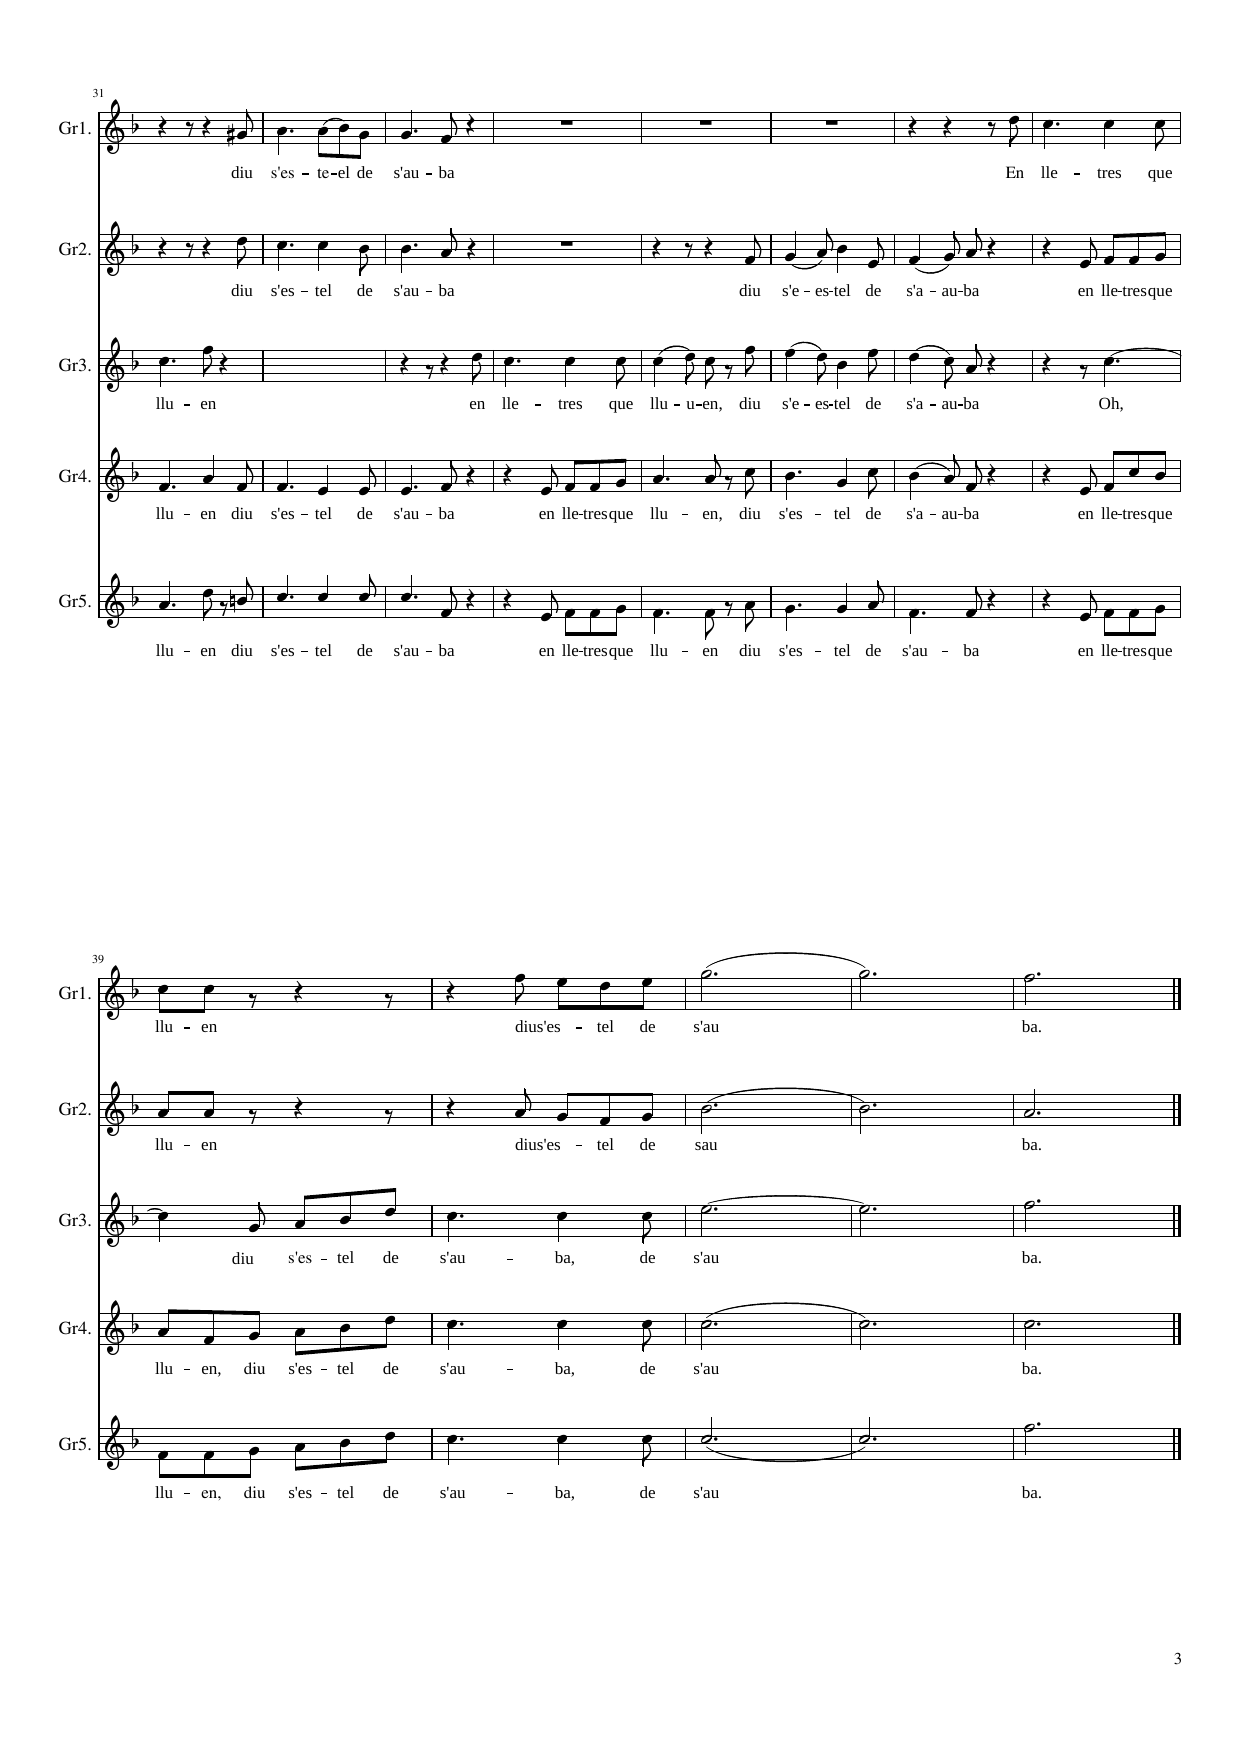 31
Gr1.
diu s'es – te–el de s'au – ba En lle – tres que
Gr2.
diu s'es – tel de s'au – ba diu s'e – es-tel de s'a – au-ba en lle-tresque
Gr3.
llu – en en lle – tres que llu – u–en, diu s'e – es-tel de s'a – au-ba Oh,
Gr4.
llu – en diu s'es – tel de s'au – ba en lle-tresque llu – en, diu s'es – tel de s'a – au-ba en lle-tresque
Gr5.
llu – en diu s'es – tel de s'au – ba en lle-tresque llu – en diu s'es – tel de s'au – ba en lle-tresque
39
Gr1.
llu – en dius'es – tel de s'au ba.
Gr2.
llu – en dius'es – tel de sau ba.
Gr3.
diu s'es – tel de s'au – ba, de s'au ba.
Gr4.
llu – en, diu s'es – tel de s'au – ba, de s'au ba.
Gr5.
llu – en, diu s'es – tel de s'au – ba, de s'au ba.
3